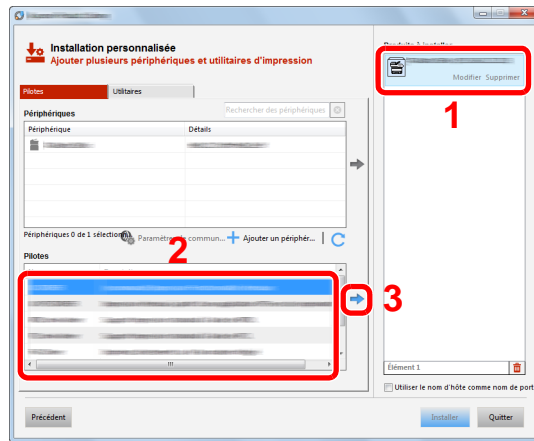 Installation personnalisée
Ajouter plusieurs périphériques et utilitaires d'impression
Produits à installer
Modifier Supprimer
1
Pilotes Utilitaires
Périphériques
Rechercher des périphériques
Périphérique Détails
Périphériques 0 de 1 sélectionné
Paramètres de commun... Ajouter un périphér...
2
Pilotes
3
Élément 1
Utiliser le nom d'hôte comme nom de port
Précédent
Installer
Quitter